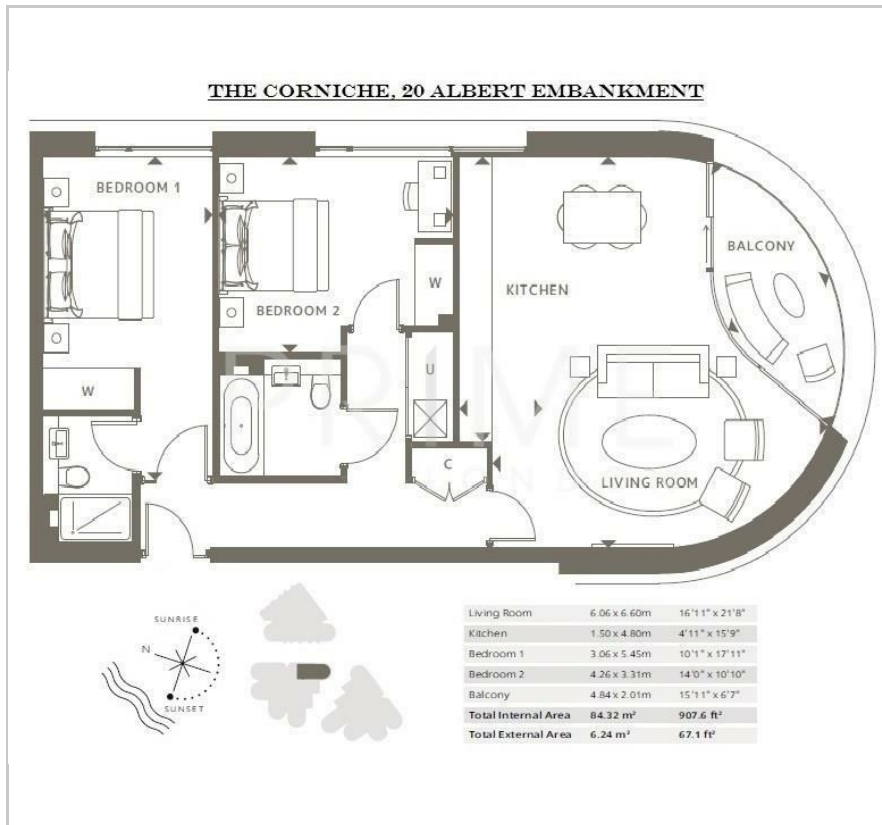 THE CORNICHE, 20 ALBERT EMBANKMENT
BEDROOM 1
BEDROOM 2
W
W
U
C
KITCHEN
BALCONY
LIVING ROOM
PRIME
LONDON
SUNRISE
N
SUNSET
Living Room 6.06 x 6.60m 16'11" x 21'8"
Kitchen 1.50 x 4.80m 4'11" x 15'9"
Bedroom 1 3.06 x 5.45m 10'1" x 17'11"
Bedroom 2 4.26 x 3.31m 14'0" x 10'10"
Balcony 4.84 x 2.01m 15'11" x 6'7"
Total Internal Area 84.32 m² 907.6 ft²
Total External Area 6.24 m² 67.1 ft²